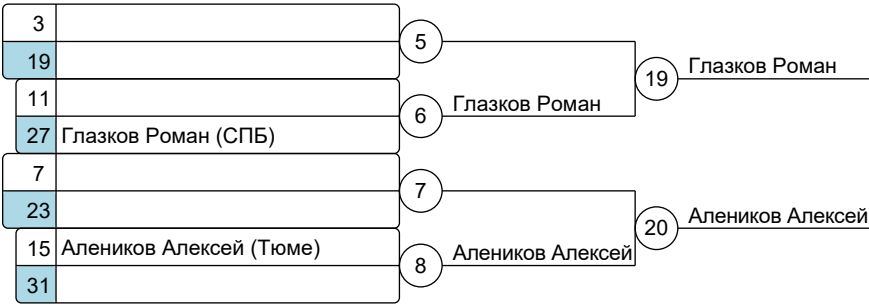 3
5
19
19 Глазков Роман
11
6 Глазков Роман
27 Глазков Роман (СПБ)
7
7
23
20 Алеников Алексей
15 Алеников Алексей (Тюме)
8 Алеников Алексей
31